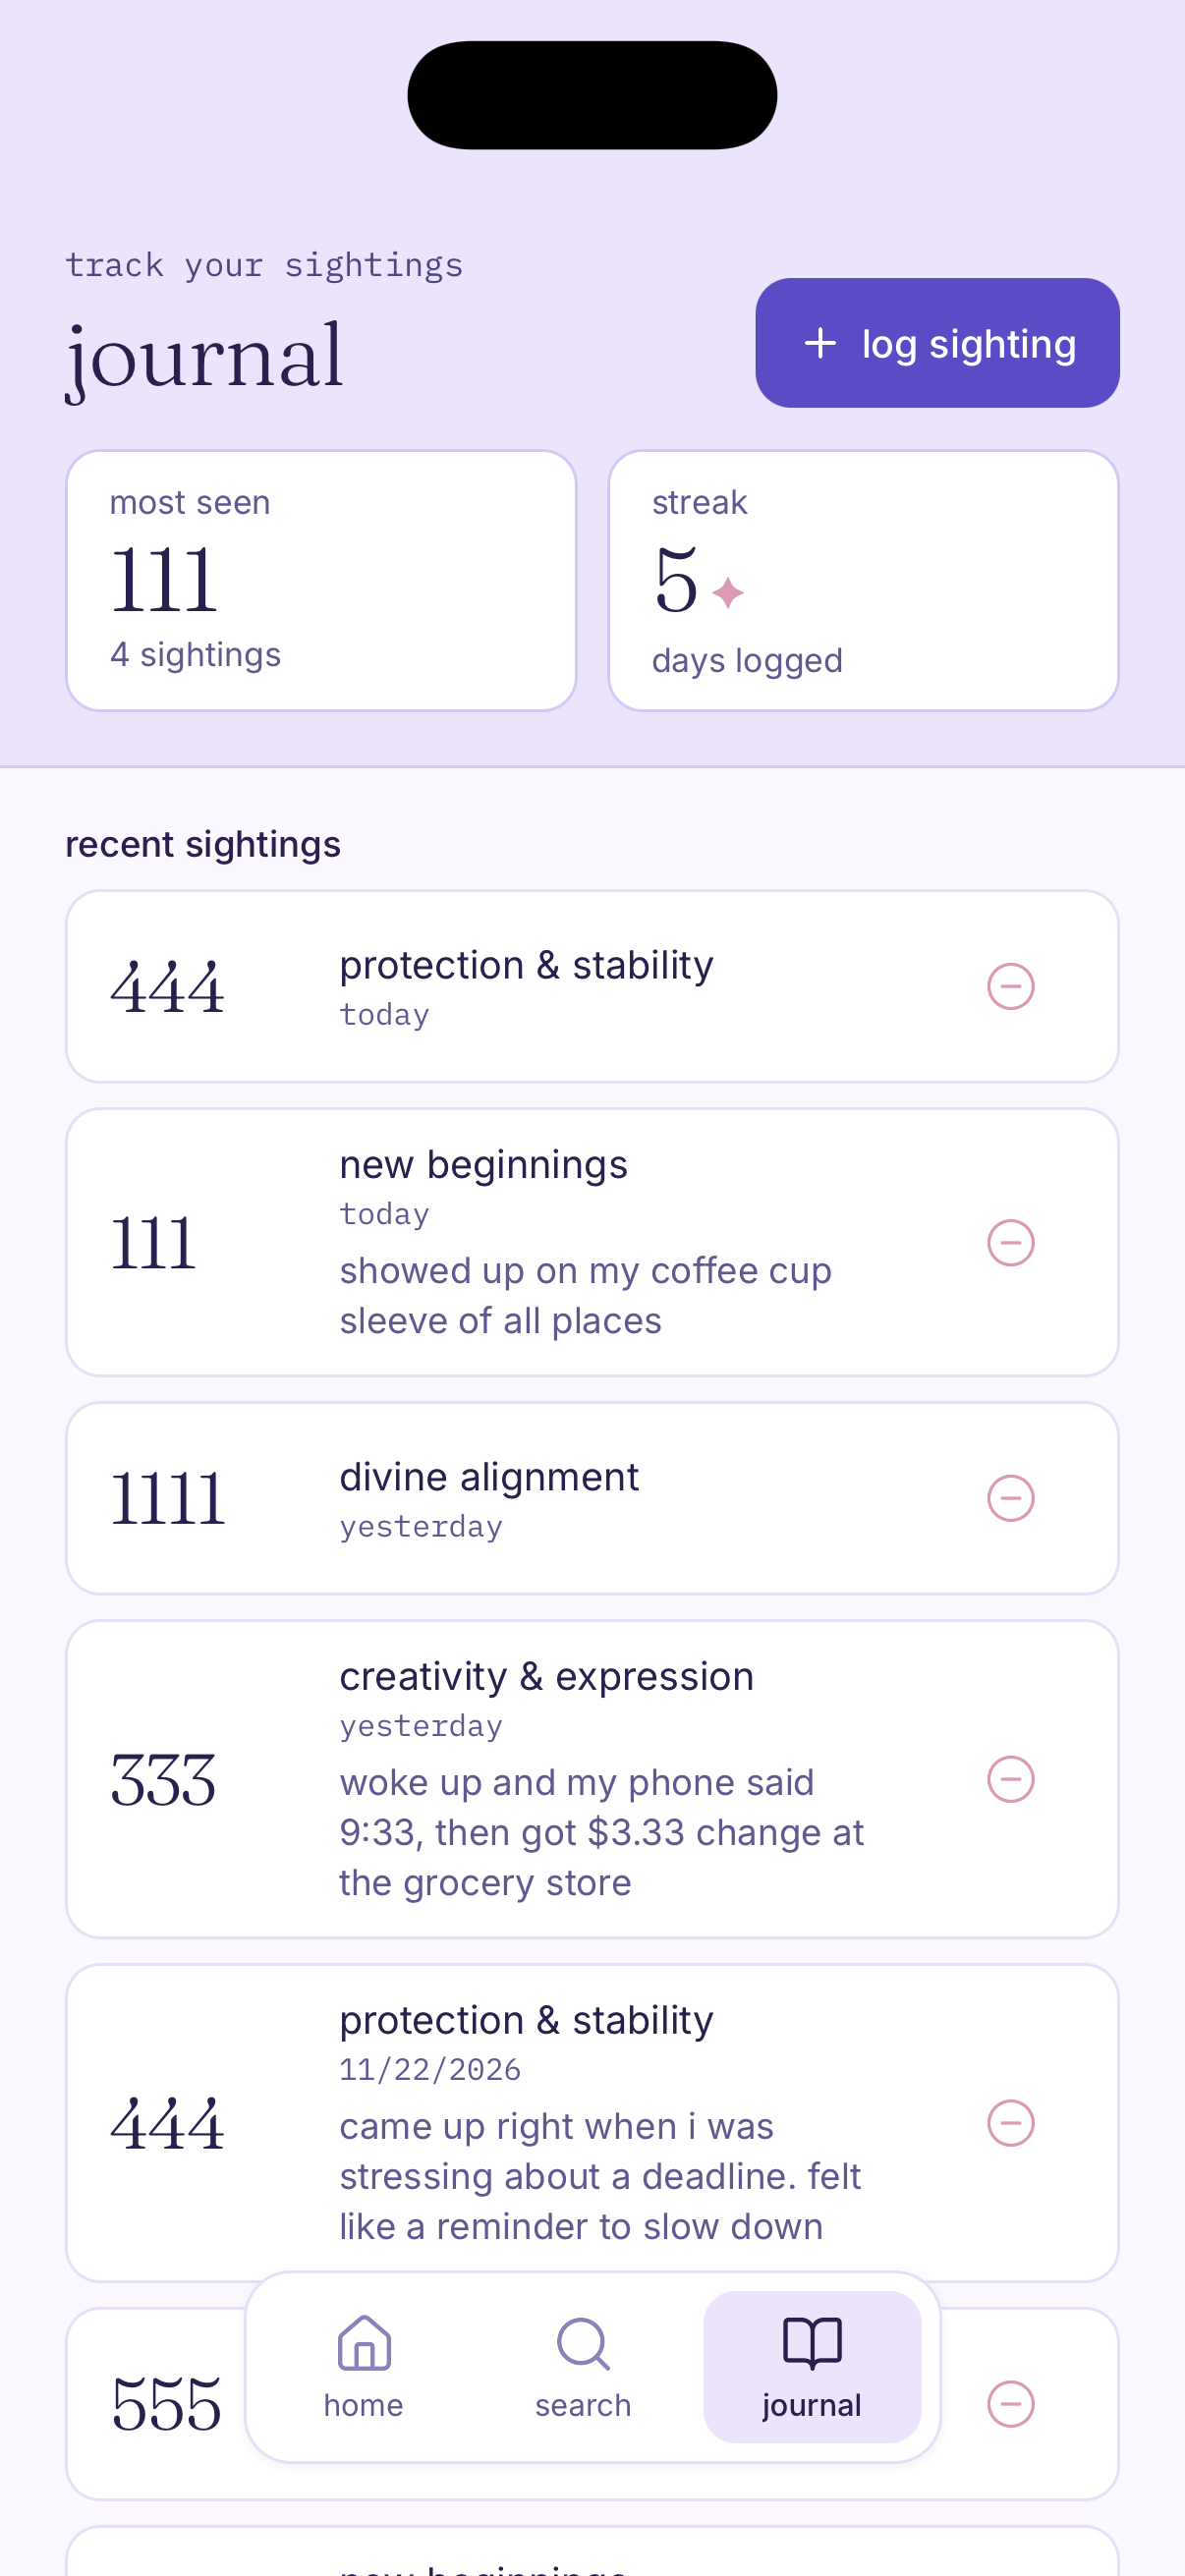 track your sightings
journal
log sighting
most seen
111
4 sightings
streak
5
days logged
recent sightings
444
protection & stability
today
111
new beginnings
today
showed up on my coffee cup
sleeve of all places
1111
divine alignment
yesterday
333
creativity & expression
yesterday
woke up and my phone said
9:33, then got $3.33 change at
the grocery store
444
protection & stability
11/22/2026
came up right when i was
stressing about a deadline. felt
like a reminder to slow down
555
home
search
journal